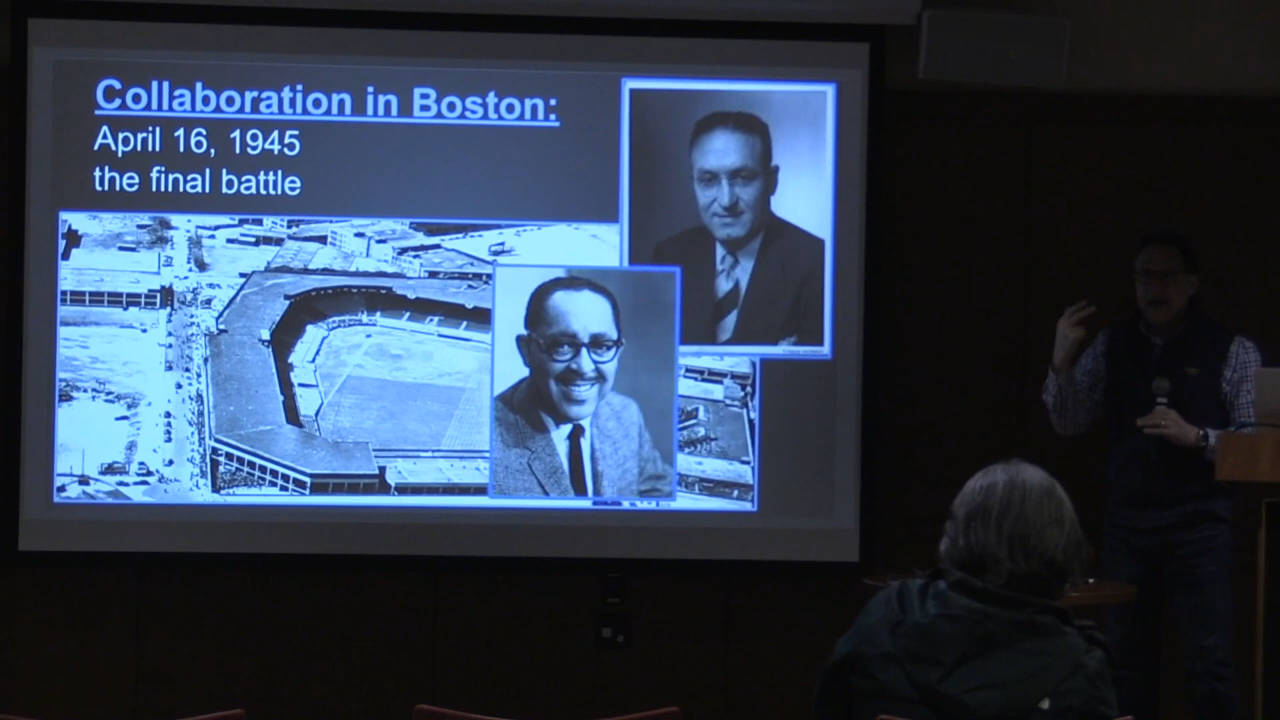 Collaboration in Boston:
April 16, 1945
the final battle